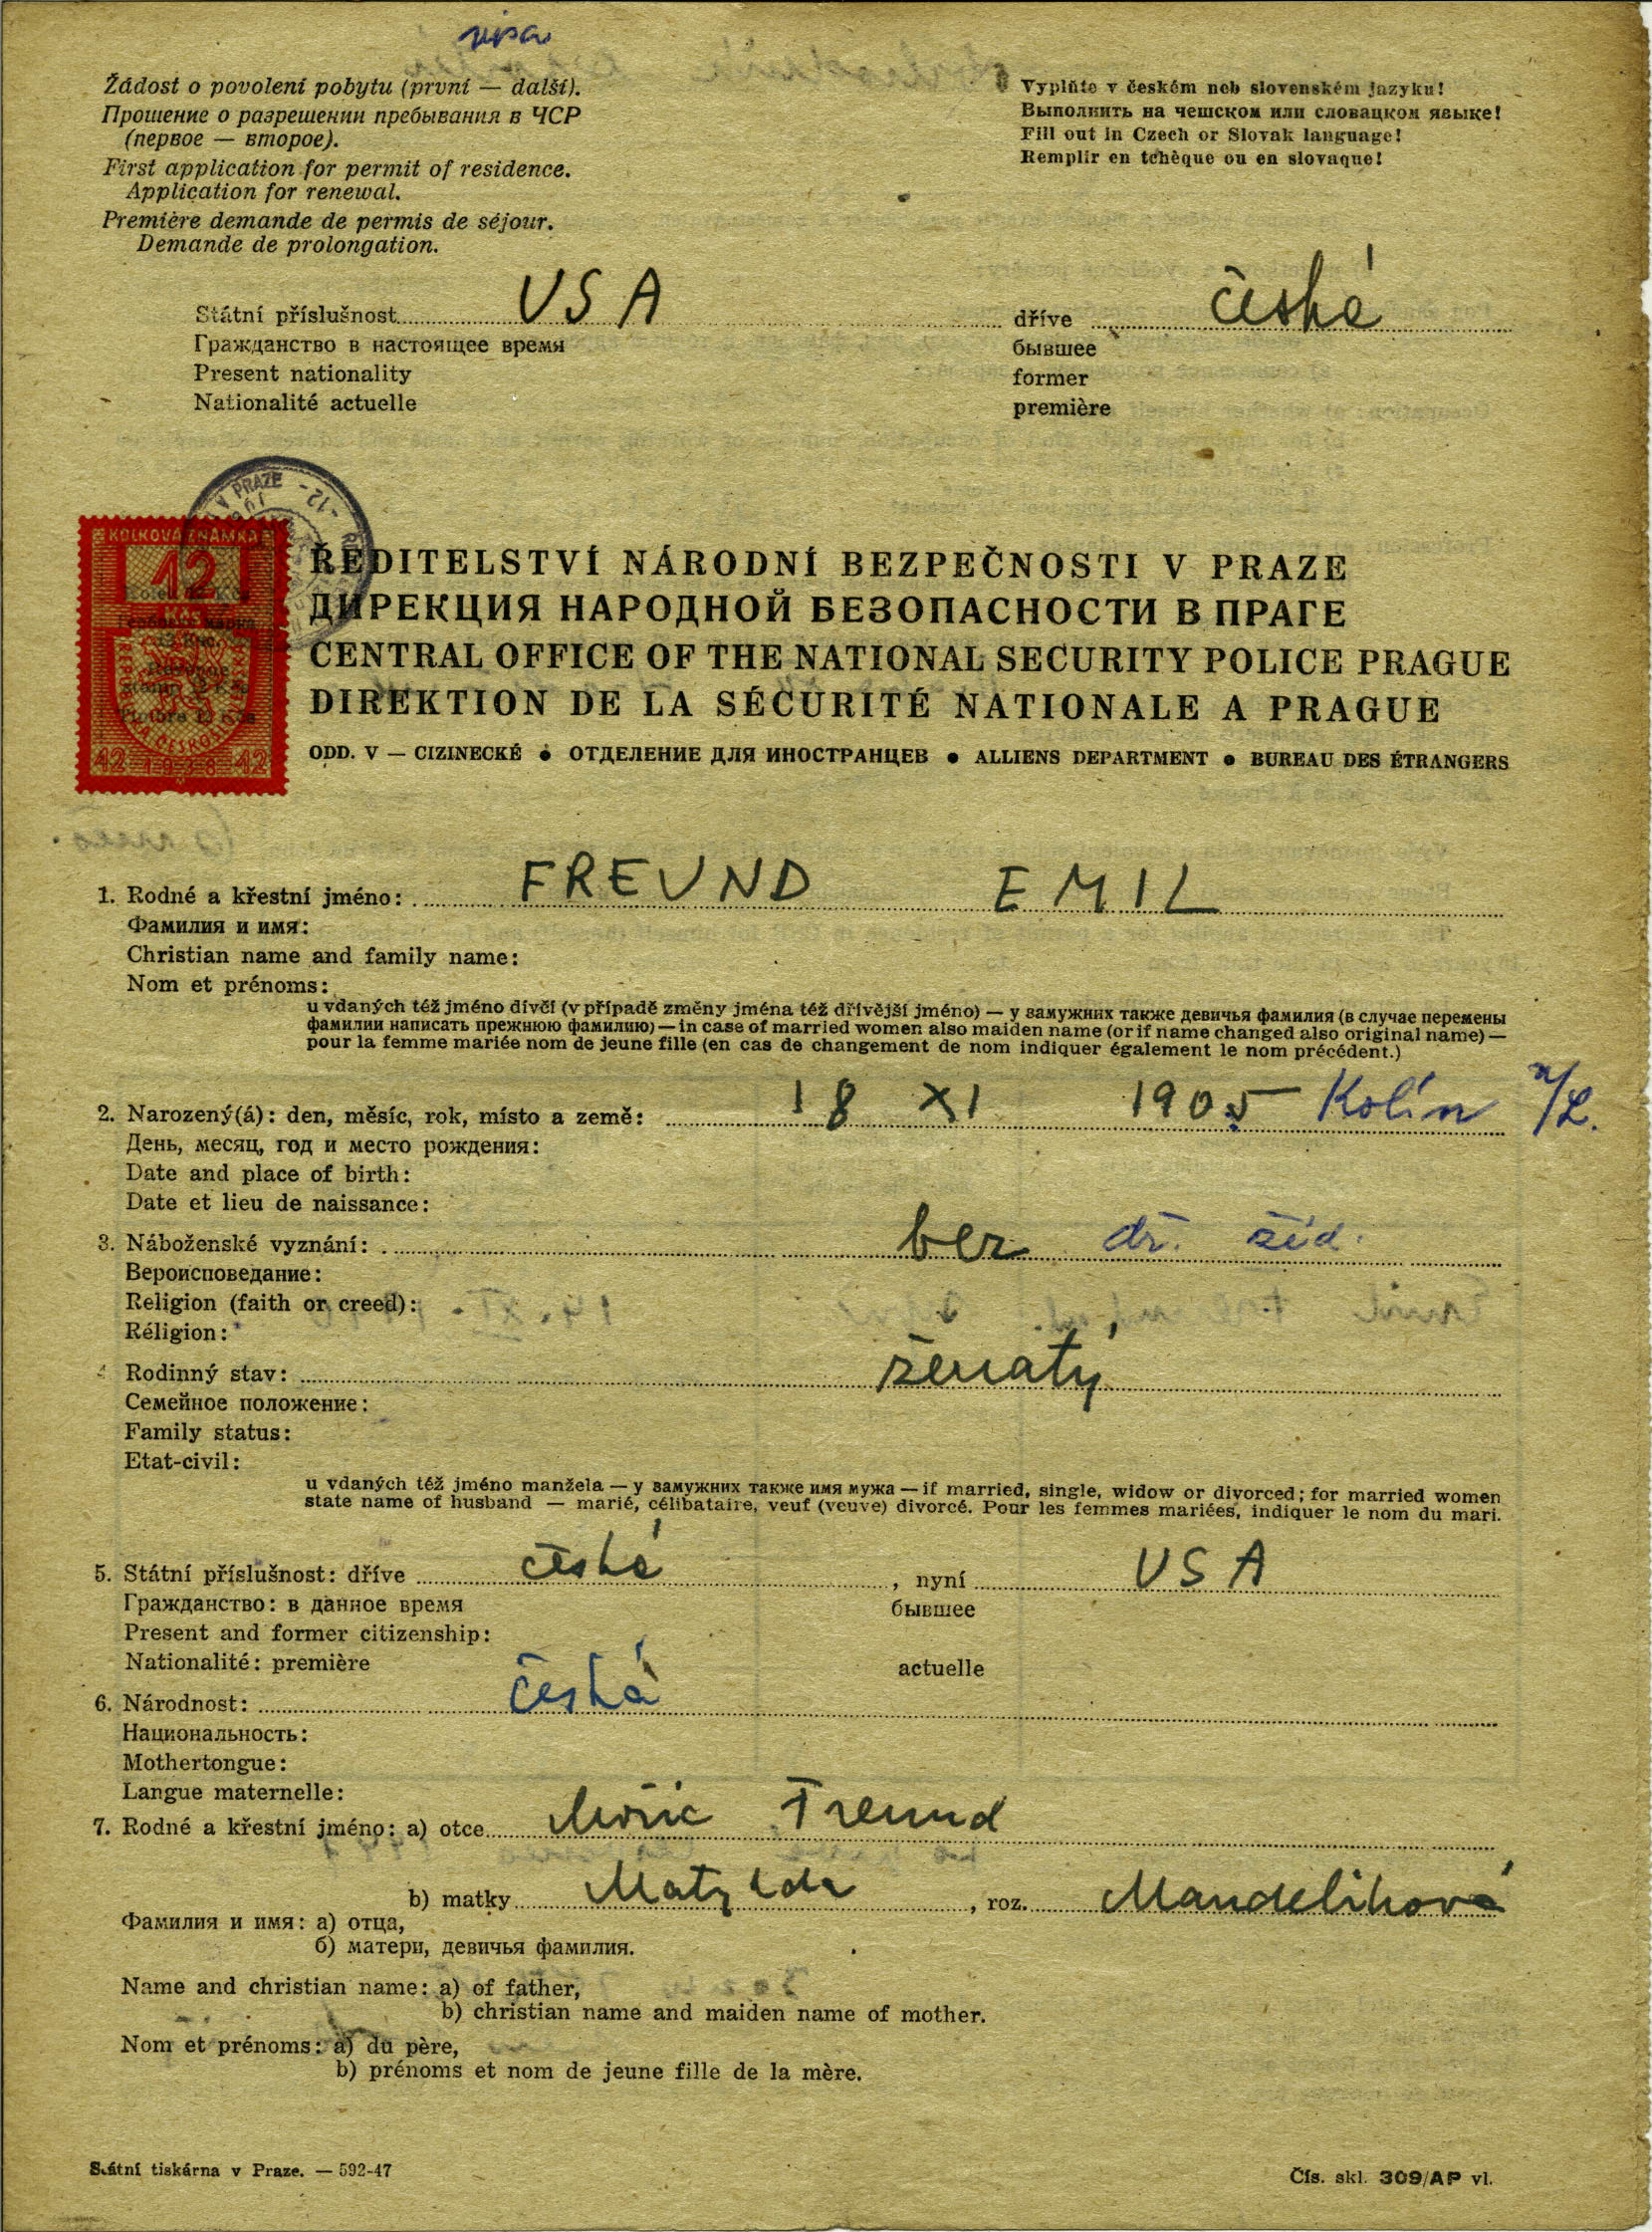 visa
Žádost o povolení pobytu (první — další).
Прошение о разрешении пребывания в ЧСР
(первое — второе).
First application for permit of residence.
Application for renewal.
Première demande de permis de séjour.
Demande de prolongation.
Vyplňte v českém neb slovenském jazyku!
Выполнить на чешском или словацком языке!
Fill out in Czech or Slovak language!
Remplir en tchèque ou en slovaque!
Státní příslušnost USA dříve česká
Гражданство в настоящее время бывшее
Present nationality former
Nationalité actuelle première
V PRAZE
KOLKOVÁ ZNÁMKA
12
Kčs
12 1938 12
ŘEDITELSTVÍ NÁRODNÍ BEZPEČNOSTI V PRAZE
ДИРЕКЦИЯ НАРОДНОЙ БЕЗОПАСНОСТИ В ПРАГЕ
CENTRAL OFFICE OF THE NATIONAL SECURITY POLICE PRAGUE
DIREKTION DE LA SÉCURITÉ NATIONALE A PRAGUE
ODD. V — CIZINECKÉ ● ОТДЕЛЕНИЕ ДЛЯ ИНОСТРАНЦЕВ ● ALLIENS DEPARTMENT ● BUREAU DES ÉTRANGERS
1. Rodné a křestní jméno: FREUND EMIL
Фамилия и имя:
Christian name and family name:
Nom et prénoms:
u vdaných též jméno dívčí (v případě změny jména též dřívější jméno) — у замужних также девичья фамилия (в случае перемены
фамилии написать прежнюю фамилию) — in case of married women also maiden name (or if name changed also original name) —
pour la femme mariée nom de jeune fille (en cas de changement de nom indiquer également le nom précédent.)
2. Narozený(á): den, měsíc, rok, místo a země: 18 XI 1905 Kolín n/L.
День, месяц, год и место рождения:
Date and place of birth:
Date et lieu de naissance:
3. Náboženské vyznání: bez dř. žid.
Вероисповедание:
Religion (faith or creed):
Réligion:
4 Rodinný stav: ženatý
Семейное положение:
Family status:
Etat-civil:
u vdaných též jméno manžela — у замужних также имя мужа — if married, single, widow or divorced; for married women
state name of husband — marié, célibataire, veuf (veuve) divorcé. Pour les femmes mariées, indiquer le nom du mari.
5. Státní příslušnost: dříve česká, nyní USA
Гражданство: в данное время бывшее
Present and former citizenship:
Nationalité: première actuelle
6. Národnost: česká
Национальность:
Mothertongue:
Langue maternelle:
7. Rodné a křestní jméno: a) otce Mořic Freund
b) matky Matylda, roz. Mandelíková
Фамилия и имя: а) отца,
б) матери, девичья фамилия.
Name and christian name: a) of father,
b) christian name and maiden name of mother.
Nom et prénoms: a) du père,
b) prénoms et nom de jeune fille de la mère.
Státní tiskárna v Praze. — 592-47
Čís. skl. 309/AP vl.